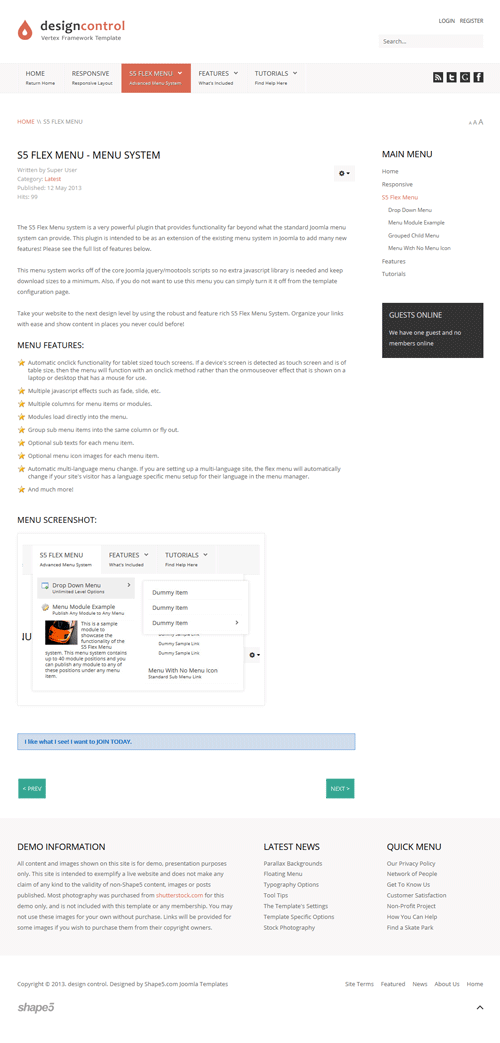 designcontrol
Vertex Framework Template
LOGIN REGISTER
Search...
HOME RESPONSIVE S5 FLEX MENU FEATURES TUTORIALS
Return Home Responsive Layout Advanced Menu System What's Included Find Help Here
HOME \\ S5 FLEX MENU
A A A
S5 FLEX MENU - MENU SYSTEM
Written by Super User
Category: Latest
Published: 12 May 2013
Hits: 99
The S5 Flex Menu system is a very powerful plugin that provides functionality far beyond what the standard Joomla menu
system can provide. This plugin is intended to be as an extension of the existing menu system in Joomla to add many new
features! Please see the full list of features below.
This menu system works off of the core Joomla jquery/mootools scripts so no extra javascript library is needed and keep
download sizes to a minimum. Also, if you do not want to use this menu you can simply turn it it off from the template
configuration page.
Take your website to the next design level by using the robust and feature rich S5 Flex Menu System. Organize your links
with ease and show content in places you never could before!
MENU FEATURES:
Automatic onclick functionality for tablet sized touch screens. If a device's screen is detected as touch screen and is of
table size, then the menu will function with an onclick method rather than the onmouseover effect that is shown on a
laptop or desktop that has a mouse for use.
Multiple javascript effects such as fade, slide, etc.
Multiple columns for menu items or modules.
Modules load directly into the menu.
Group sub menu items into the same column or fly out.
Optional sub texts for each menu item.
Optional menu icon images for each menu item.
Automatic multi-language menu change. If you are setting up a multi-language site, the flex menu will automatically
change if your site's visitor has a language specific menu setup for their language in the menu manager.
And much more!
MENU SCREENSHOT:
S5 FLEX MENU FEATURES TUTORIALS
Advanced Menu System What's Included Find Help Here
Drop Down Menu
Unlimited Level Options
Menu Module Example
Publish Any Module to Any Menu
This is a sample
module to
showcase the
functionality of the
S5 Flex Menu
system. This menu system contains
up to 40 module positions and you
can publish any module to any of
these positions under any menu
item.
Dummy Item
Dummy Item
Dummy Item
Dummy Sample Link
Dummy Sample Link
Dummy Sample Link
Menu With No Menu Icon
Standard Sub Menu Link
NU
I like what I see! I want to JOIN TODAY.
< PREV
NEXT >
MAIN MENU
Home
Responsive
S5 Flex Menu
Drop Down Menu
Menu Module Example
Grouped Child Menu
Menu With No Menu Icon
Features
Tutorials
GUESTS ONLINE
We have one guest and no
members online
DEMO INFORMATION
All content and images shown on this site is for demo, presentation purposes
only. This site is intended to exemplify a live website and does not make any
claim of any kind to the validity of non-Shape5 content, images or posts
published. Most photography was purchased from shutterstock.com for this
demo only, and is not included with this template or any membership. You may
not use these images for your own without purchase. Links will be provided for
some images if you wish to purchase them from their copyright owners.
LATEST NEWS
Parallax Backgrounds
Floating Menu
Typography Options
Tool Tips
The Template's Settings
Template Specific Options
Stock Photography
QUICK MENU
Our Privacy Policy
Network of People
Get To Know Us
Customer Satisfaction
Non-Profit Project
How You Can Help
Find a Skate Park
Copyright © 2013. design control. Designed by Shape5.com Joomla Templates
Site Terms Featured News About Us Home
shape5